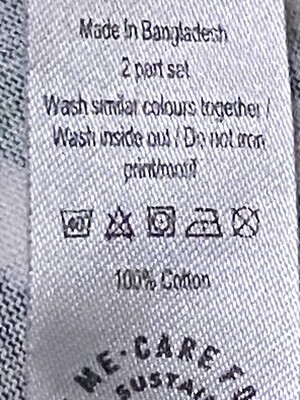 Made In Bangladesh
2 part set
Wash similar colours together /
Wash inside out / Do not iron
print/motif
40
100% Cotton
ME • CARE FO
SUSTAI